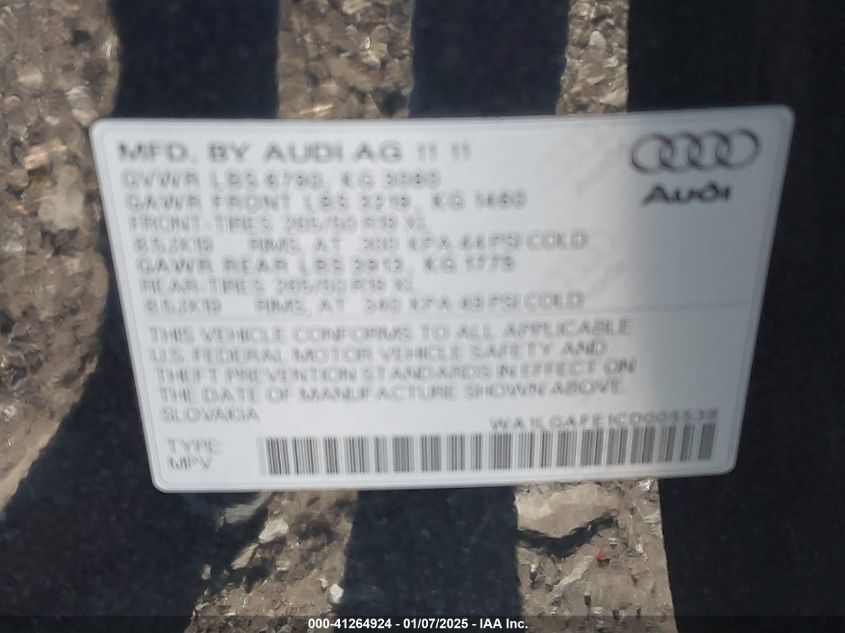 MFD. BY AUDI AG 11 11
Audi
GVWR LBS 6790, KG 3080
GAWR FRONT LBS 3219, KG 1460
FRONT-TIRES 265/50 R19 XL
8.5JX19 RIMS, AT 300 KPA 44 PSI COLD
GAWR REAR LBS 3913, KG 1775
REAR-TIRES 265/50 R19 XL
8.5JX19 RIMS, AT 340 KPA 49 PSI COLD
THIS VEHICLE CONFORMS TO ALL APPLICABLE
U.S. FEDERAL MOTOR VEHICLE SAFETY AND
THEFT PREVENTION STANDARDS IN EFFECT ON
THE DATE OF MANUFACTURE SHOWN ABOVE.
SLOVAKIA
WA1LGAFE1CD005538
TYPE:
MPV
000-41264924 - 01/07/2025 - IAA Inc.